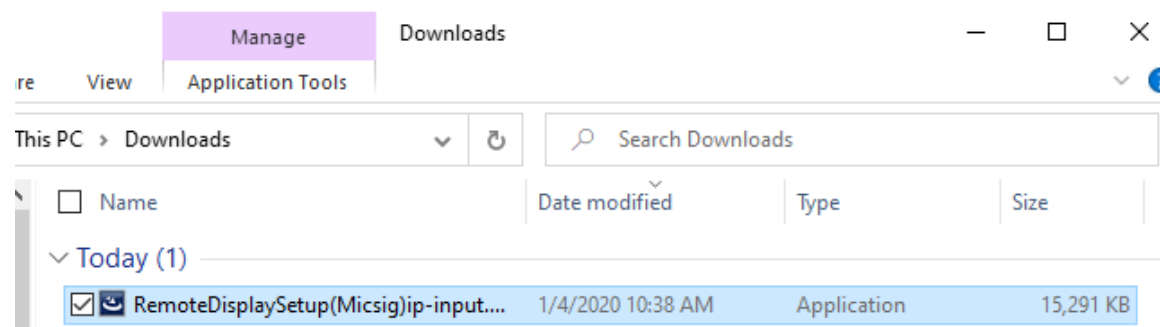 Manage Downloads
re View Application Tools
This PC > Downloads Search Downloads
Name Date modified Type Size
Today (1)
RemoteDisplaySetup(Micsig)ip-input.... 1/4/2020 10:38 AM Application 15,291 KB